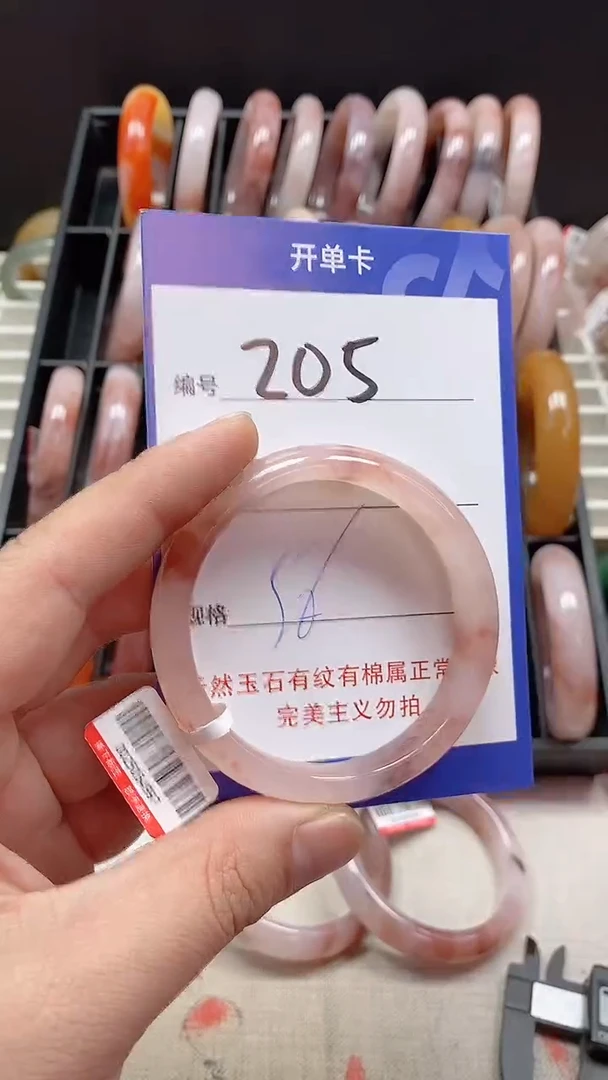 开单卡
编号 205
规格 58
天然玉石有纹有棉属正常
完美主义勿拍